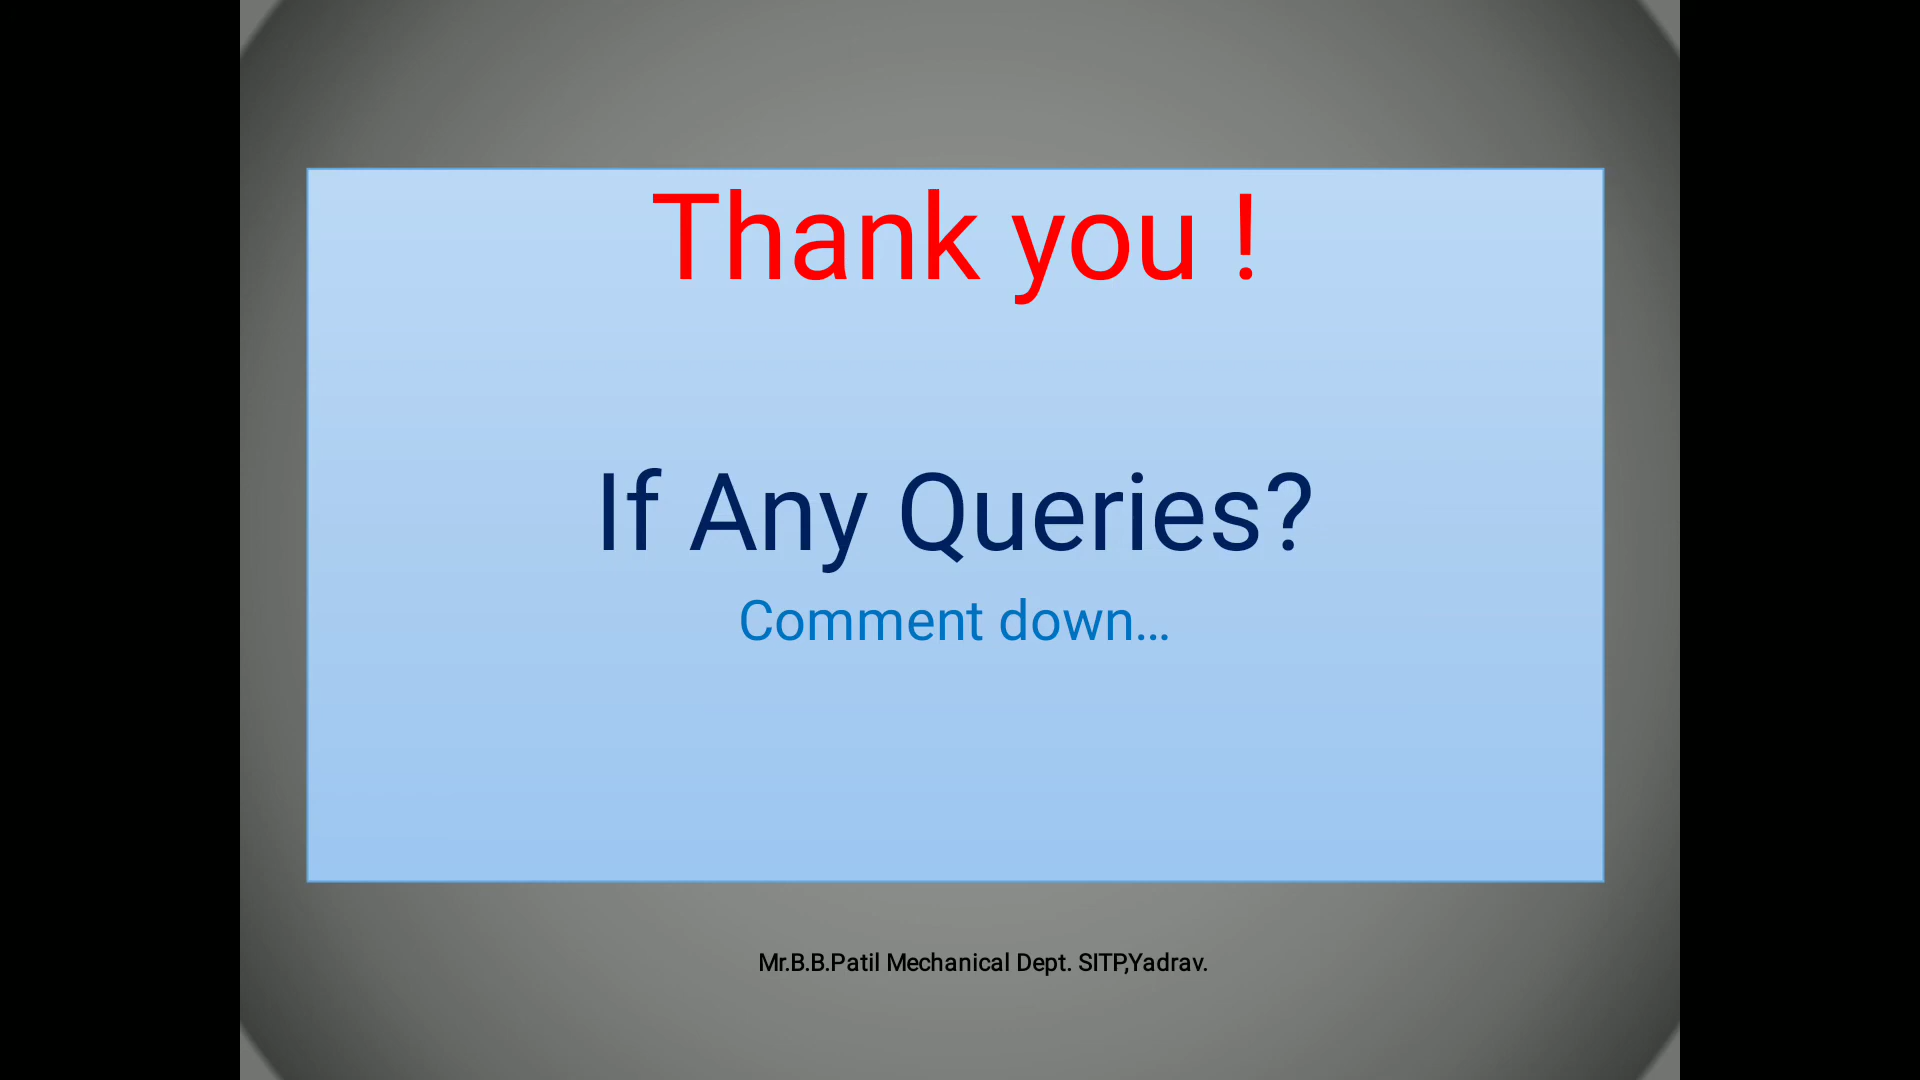 Thank you !
If Any Queries?
Comment down...
Mr.B.B.Patil Mechanical Dept. SITP,Yadrav.